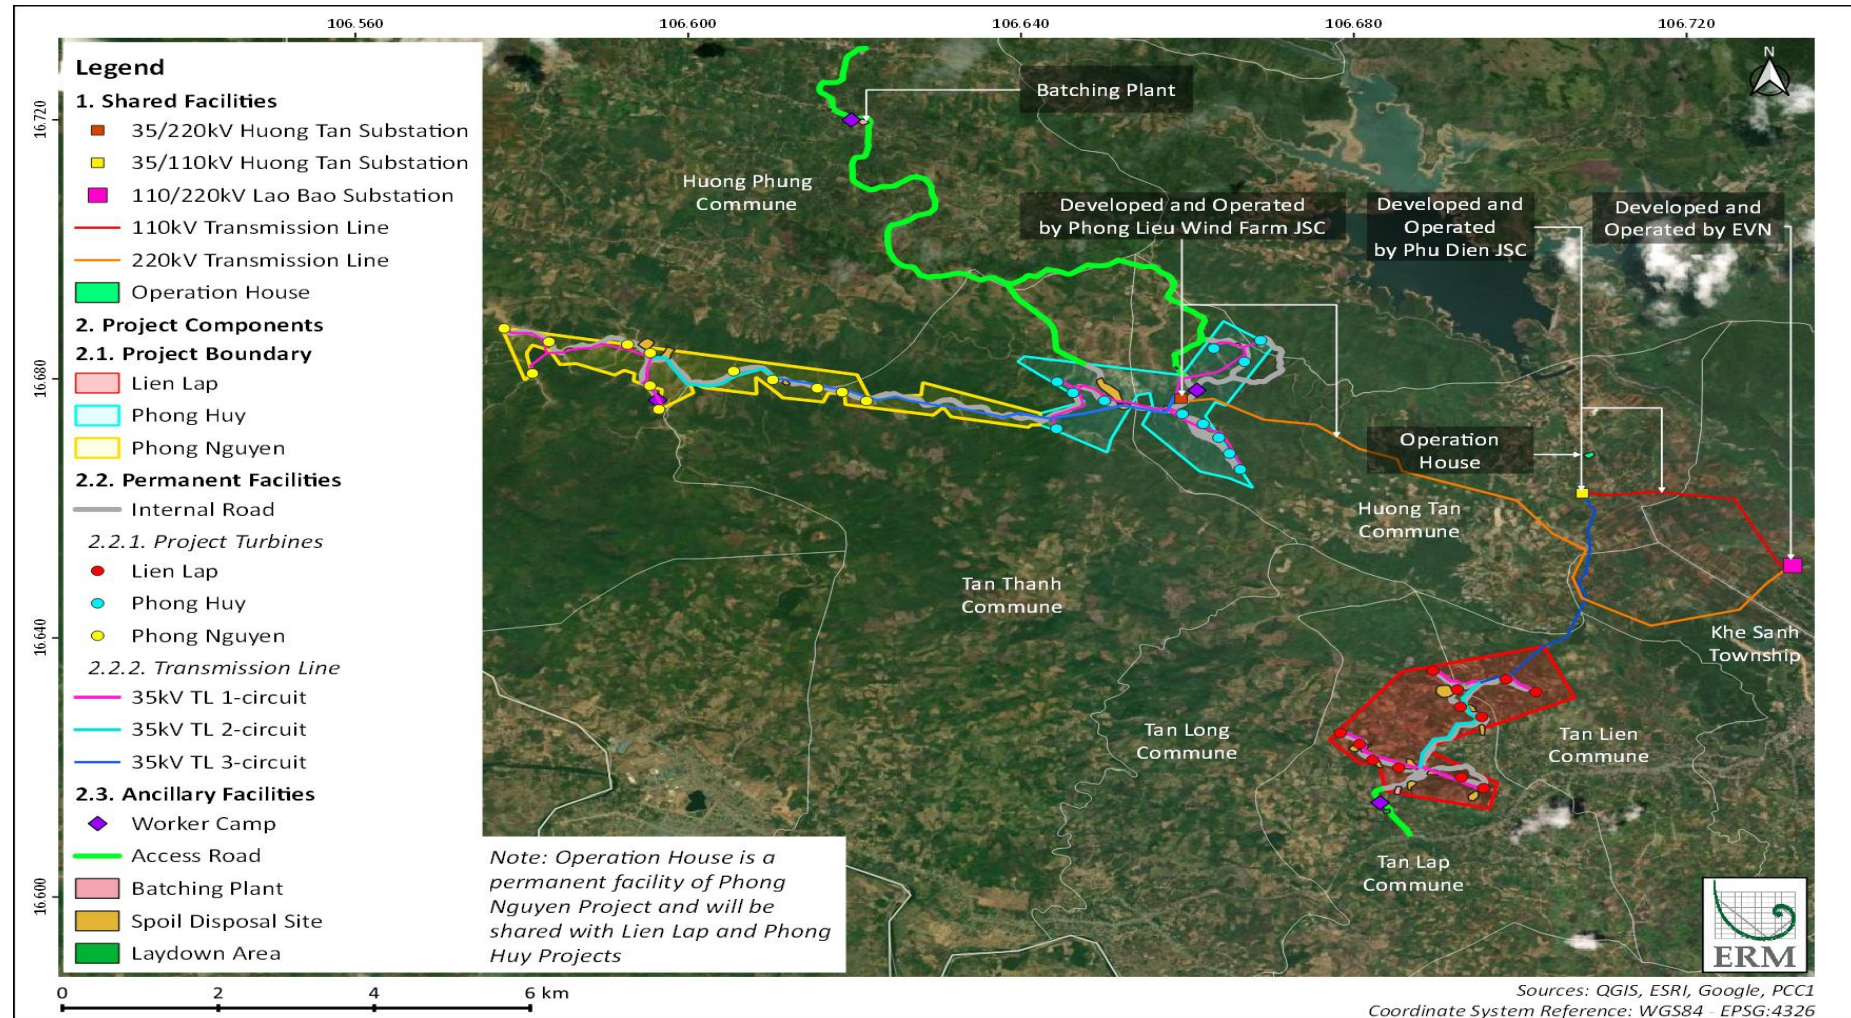 106.560
106.600
106.640
106.680
106.720
16.720
16.680
16.640
16.600
Legend
1. Shared Facilities
35/220kV Huong Tan Substation
35/110kV Huong Tan Substation
110/220kV Lao Bao Substation
110kV Transmission Line
220kV Transmission Line
Operation House
2. Project Components
2.1. Project Boundary
Lien Lap
Phong Huy
Phong Nguyen
2.2. Permanent Facilities
Internal Road
2.2.1. Project Turbines
Lien Lap
Phong Huy
Phong Nguyen
2.2.2. Transmission Line
35kV TL 1-circuit
35kV TL 2-circuit
35kV TL 3-circuit
2.3. Ancillary Facilities
Worker Camp
Access Road
Batching Plant
Spoil Disposal Site
Laydown Area
Note: Operation House is a
permanent facility of Phong
Nguyen Project and will be
shared with Lien Lap and Phong
Huy Projects
N
Batching Plant
Huong Phung
Commune
Developed and Operated
by Phong Lieu Wind Farm JSC
Developed and
Operated
by Phu Dien JSC
Developed and
Operated by EVN
Operation
House
Huong Tan
Commune
Tan Thanh
Commune
Khe Sanh
Township
Tan Long
Commune
Tan Lien
Commune
Tan Lap
Commune
ERM
0 2 4 6 km
Sources: QGIS, ESRI, Google, PCC1
Coordinate System Reference: WGS84 - EPSG:4326